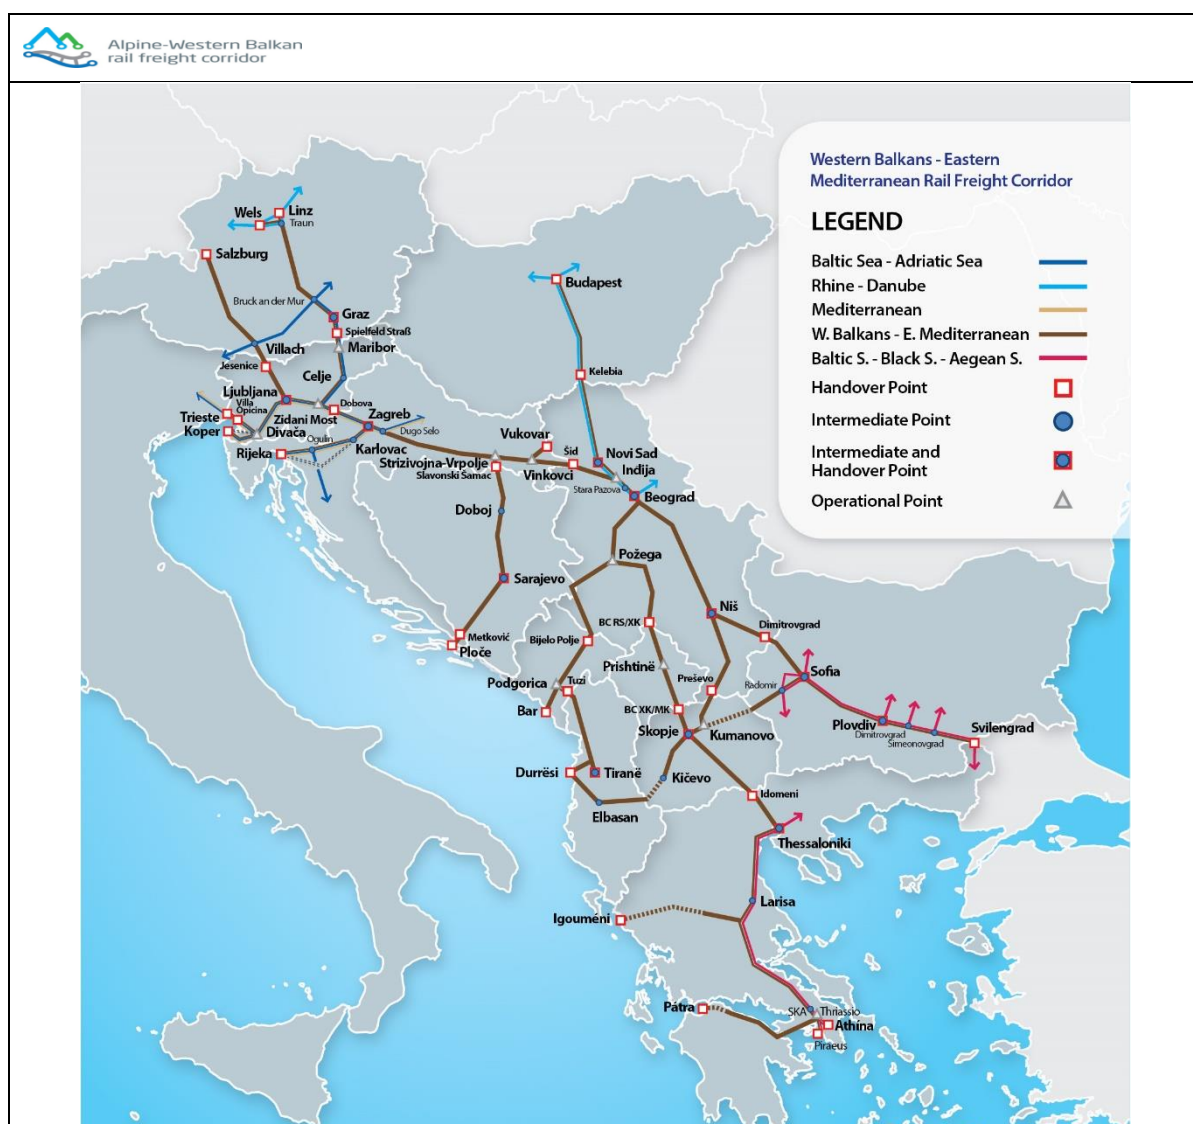 Alpine-Western Balkan
rail freight corridor
Western Balkans - Eastern
Mediterranean Rail Freight Corridor
LEGEND
Baltic Sea - Adriatic Sea
Rhine - Danube
Mediterranean
W. Balkans - E. Mediterranean
Baltic S. - Black S. - Aegean S.
Handover Point
Intermediate Point
Intermediate and
Handover Point
Operational Point
Wels
Linz
Traun
Salzburg
Budapest
Bruck an der Mur
Graz
Spielfeld Straß
Villach
Maribor
Jesenice
Kelebia
Celje
Ljubljana
Villa
Opicina
Dobova
Trieste
Zidani Most
Zagreb
Koper
Divača
Dugo Selo
Vukovar
Ogulin
Rijeka
Karlovac
Šid
Novi Sad
Strizivojna-Vrpolje
Inđija
Slavonski Šamac
Vinkovci
Stara Pazova
Beograd
Doboj
Požega
Sarajevo
Niš
BC RS/XK
Dimitrovgrad
Metković
Bijelo Polje
Ploče
Prishtinë
Sofia
Podgorica
Tuzi
Preševo
Radomir
Bar
BC XK/MK
Plovdiv
Svilengrad
Skopje
Kumanovo
Dimitrovgrad
Simeonovgrad
Durrësi
Tiranë
Kičevo
Idomeni
Elbasan
Thessaloniki
Larisa
Igouméni
Pátra
SKA
Thriassio
Athína
Piraeus